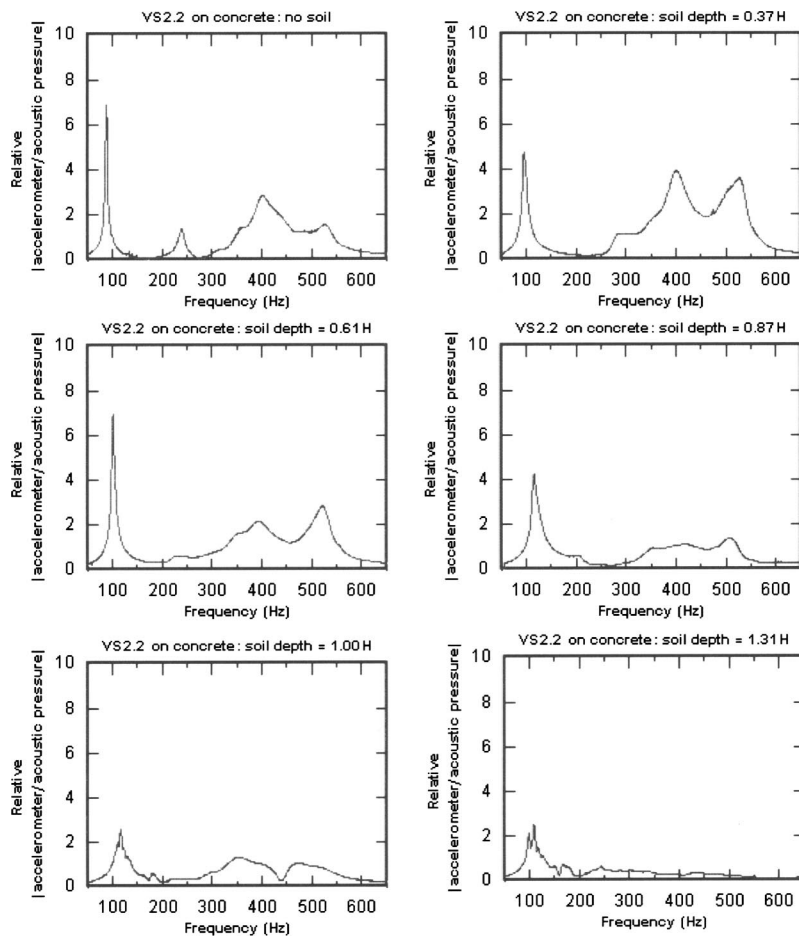 VS2.2 on concrete: no soil
10
8
6
4
2
0
100 200 300 400 500 600
Frequency (Hz)
Relative
|accelerometer/acoustic pressure|
VS2.2 on concrete: soil depth = 0.37H
10
8
6
4
2
0
100 200 300 400 500 600
Frequency (Hz)
Relative
|accelerometer/acoustic pressure|
VS2.2 on concrete: soil depth = 0.61H
10
8
6
4
2
0
100 200 300 400 500 600
Frequency (Hz)
Relative
|accelerometer/acoustic pressure|
VS2.2 on concrete: soil depth = 0.87H
10
8
6
4
2
0
100 200 300 400 500 600
Frequency (Hz)
Relative
|accelerometer/acoustic pressure|
VS2.2 on concrete: soil depth = 1.00H
10
8
6
4
2
0
100 200 300 400 500 600
Frequency (Hz)
Relative
|accelerometer/acoustic pressure|
VS2.2 on concrete: soil depth = 1.31H
10
8
6
4
2
0
100 200 300 400 500 600
Frequency (Hz)
Relative
|accelerometer/acoustic pressure|